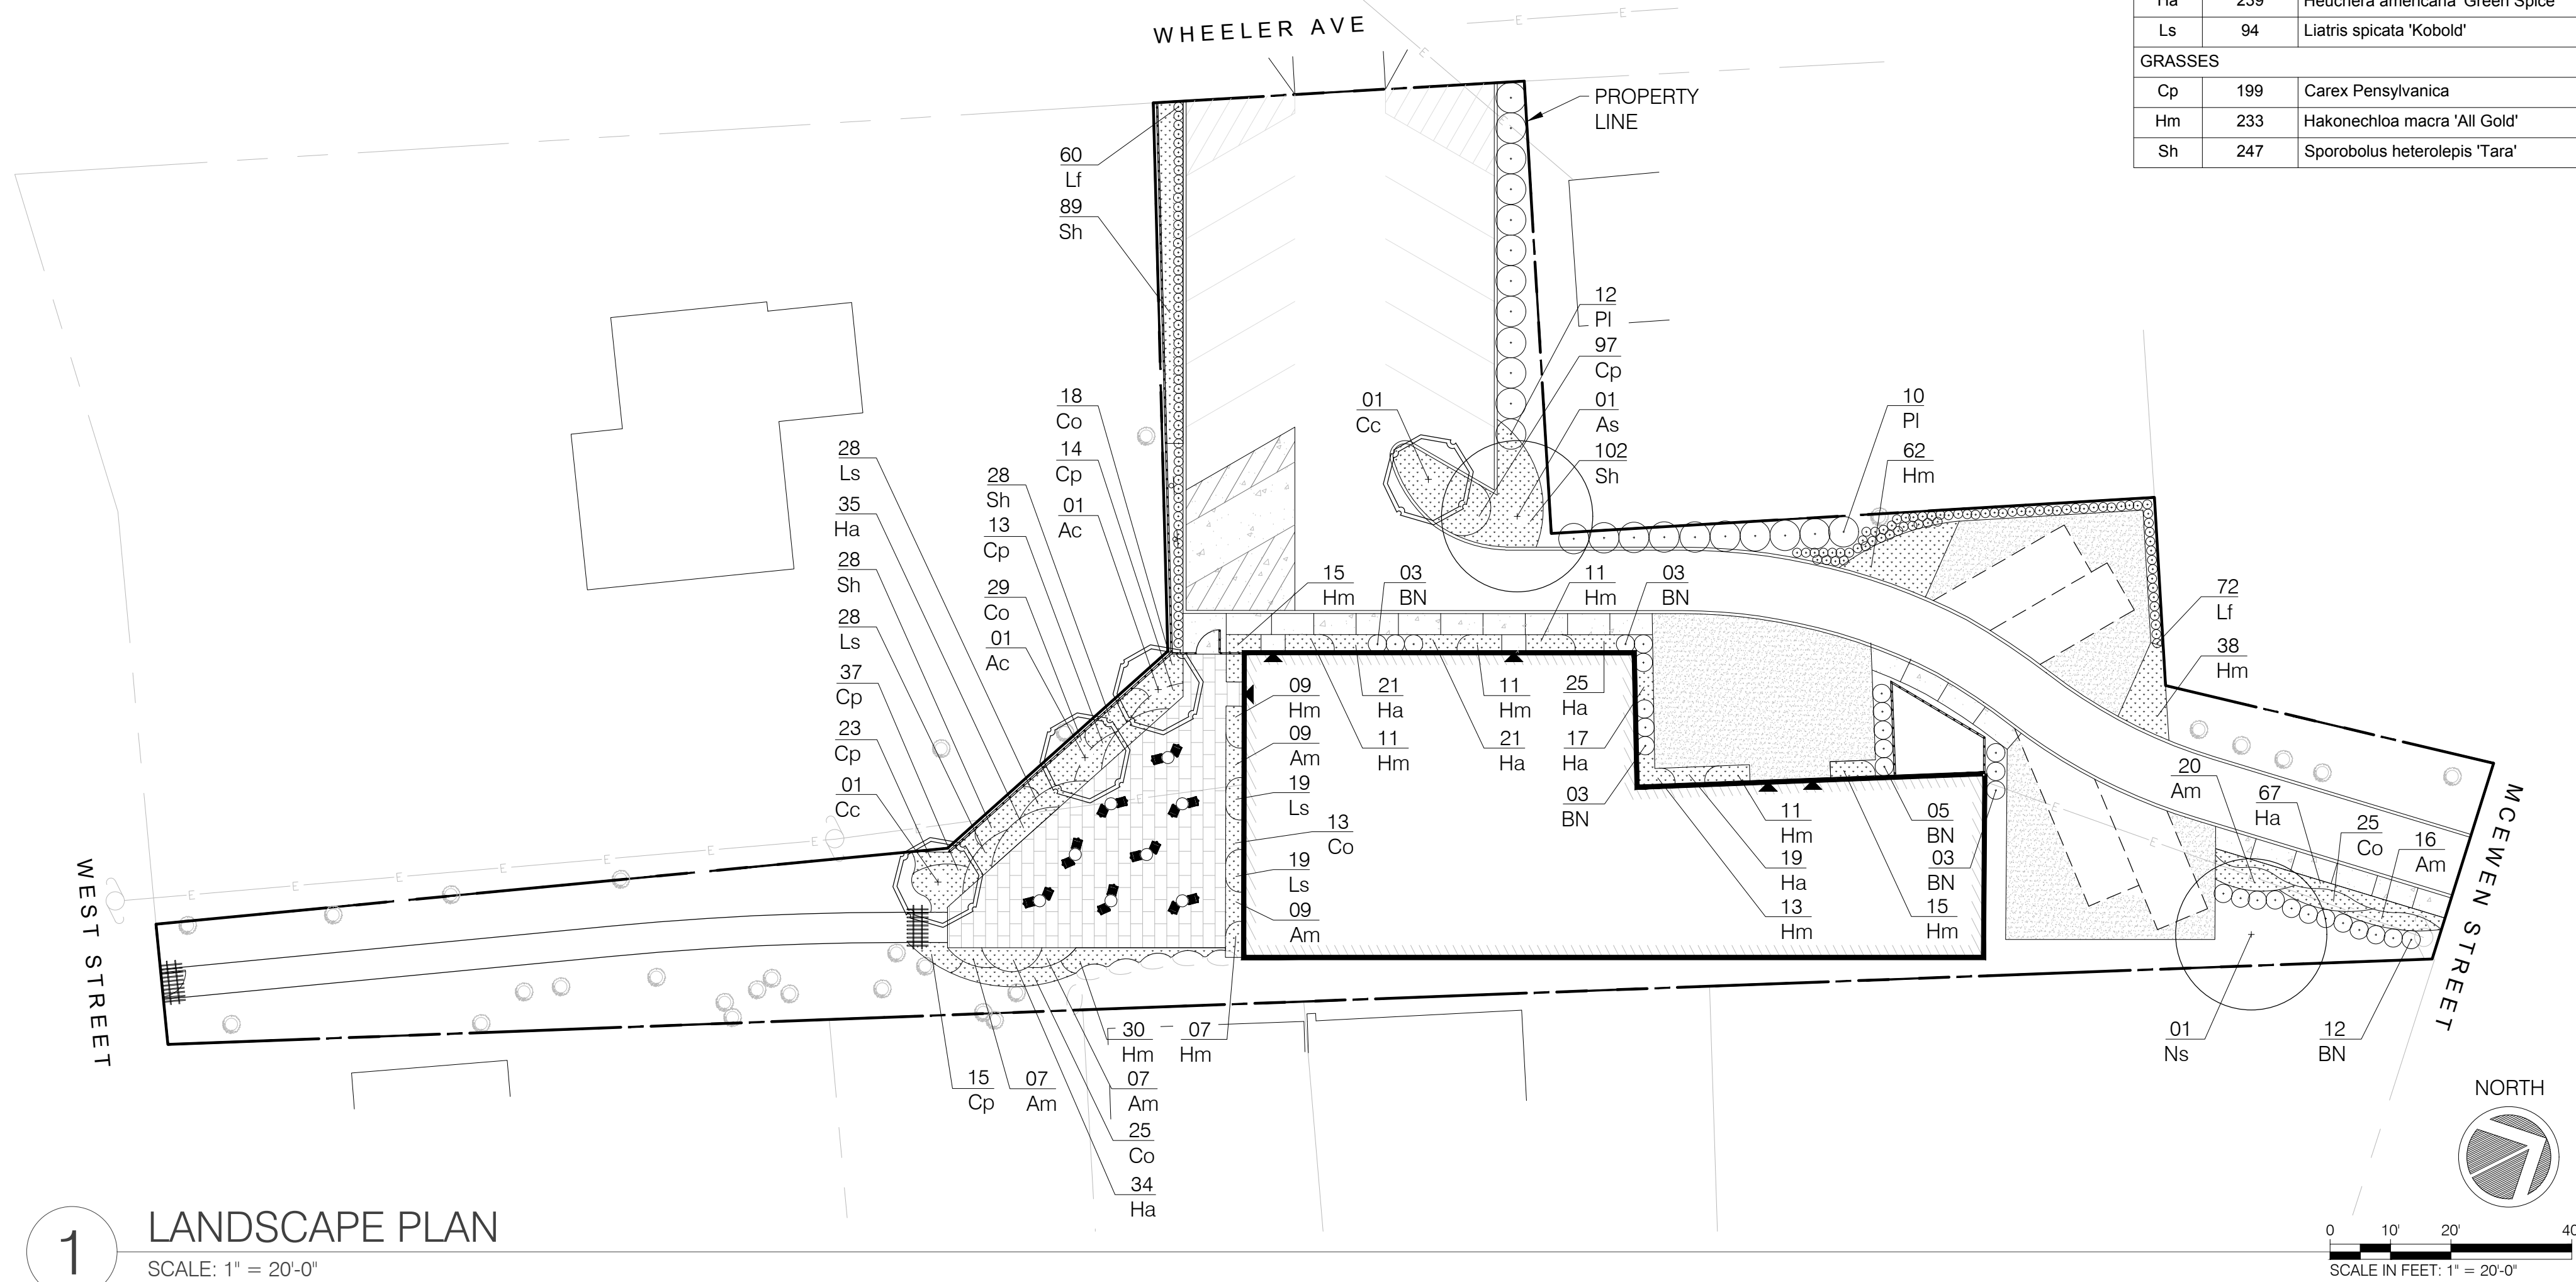 WHEELER AVE
Ha 239 Heuchera americana 'Green Spice'
Ls 94 Liatris spicata 'Kobold'
GRASSES
Cp 199 Carex Pensylvanica
Hm 233 Hakonechloa macra 'All Gold'
Sh 247 Sporobolus heterolepis 'Tara'
E
E
E
PROPERTY
LINE
60
Lf
89
Sh
12
Pl
97
Cp
01
As
102
Sh
01
Cc
10
Pl
62
Hm
18
Co
14
Cp
01
Ac
28
Sh
13
Cp
29
Co
01
Ac
28
Ls
35
Ha
28
Sh
28
Ls
37
Cp
23
Cp
01
Cc
15
Hm
03
BN
11
Hm
03
BN
72
Lf
38
Hm
09
Hm
09
Am
19
Ls
13
Co
19
Ls
09
Am
21
Ha
11
Hm
11
Hm
21
Ha
25
Ha
17
Ha
03
BN
11
Hm
19
Ha
13
Hm
05
BN
03
BN
15
Hm
20
Am
67
Ha
25
Co
16
Am
E
E
E
E
E
E
E
E
E
E
E
WEST STREET
MCEWEN STREET
30
Hm
07
Hm
15
Cp
07
Am
07
Am
25
Co
34
Ha
01
Ns
12
BN
NORTH
1
LANDSCAPE PLAN
SCALE: 1" = 20'-0"
0 10' 20' 40
SCALE IN FEET: 1" = 20'-0"